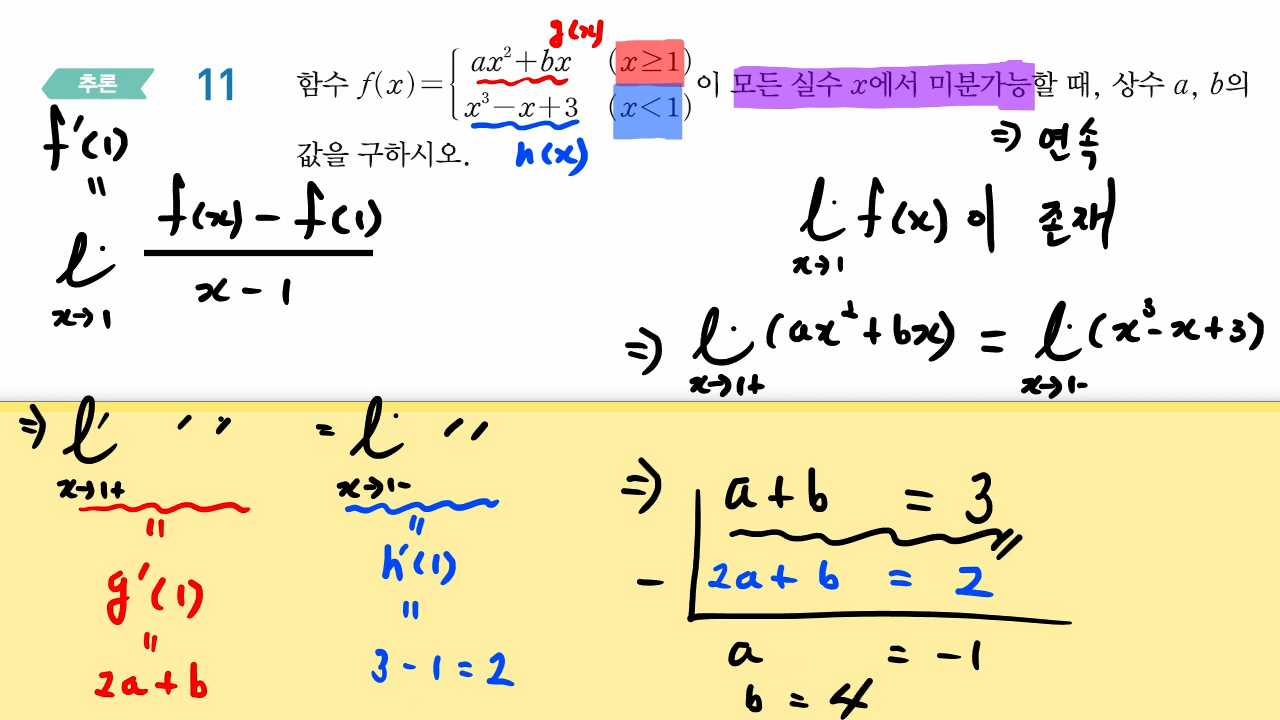 추론 11 함수 f(x)={ ax²+bx (x≥1)
x³−x+3 (x<1) 이 모든 실수 x에서 미분가능할 때, 상수 a, b의
값을 구하시오.
g(x)
h(x)
f'(1)
=
lim x→1 (f(x) − f(1)) / (x − 1)
⇒ 연속
lim x→1 f(x) 이 존재
⇒ lim x→1+ (ax²+bx) = lim x→1- (x³−x+3)
⇒ lim x→1+ 〃 = lim x→1- 〃
=
g'(1)
=
2a+b
=
h'(1)
=
3−1=2
⇒ a+b = 3
− 2a+b = 2
a = −1
b = 4